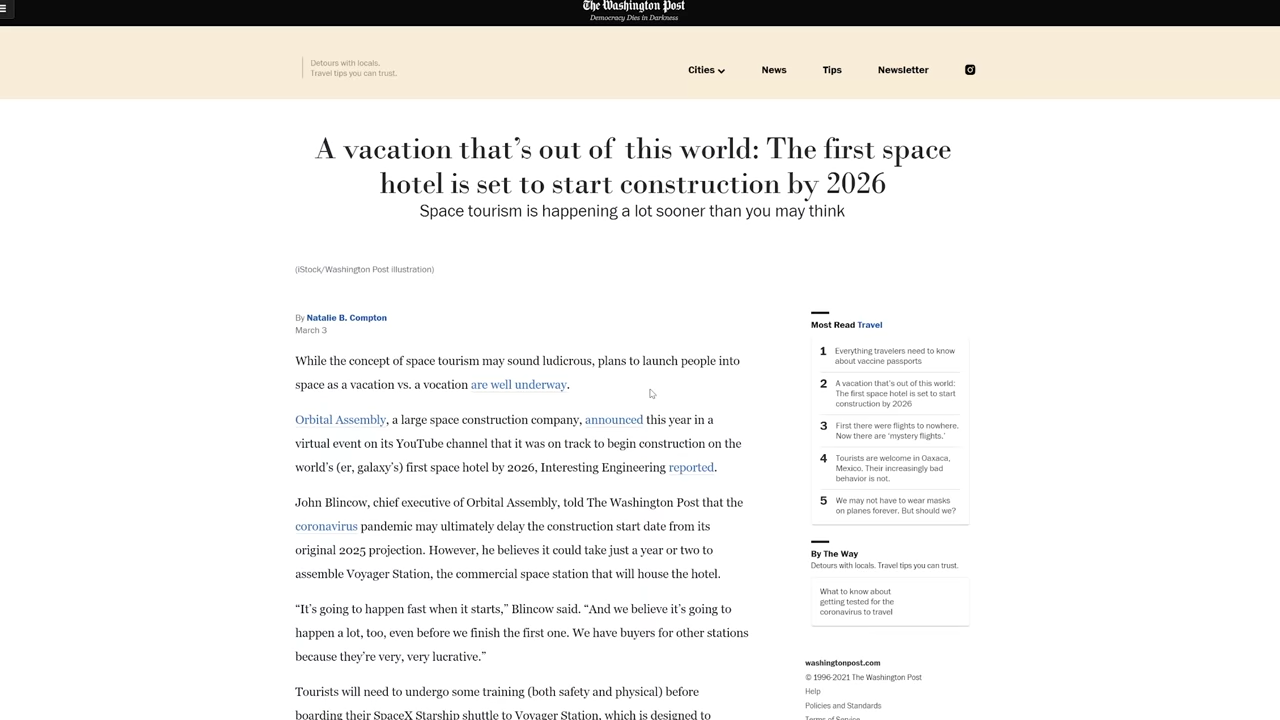 The Washington Post
Democracy Dies in Darkness
Detours with locals.
Travel tips you can trust.
Cities
News
Tips
Newsletter
A vacation that’s out of this world: The first space
hotel is set to start construction by 2026
Space tourism is happening a lot sooner than you may think
(iStock/Washington Post illustration)
By Natalie B. Compton
March 3
While the concept of space tourism may sound ludicrous, plans to launch people into
space as a vacation vs. a vocation are well underway.
Orbital Assembly, a large space construction company, announced this year in a
virtual event on its YouTube channel that it was on track to begin construction on the
world’s (er, galaxy’s) first space hotel by 2026, Interesting Engineering reported.
John Blincow, chief executive of Orbital Assembly, told The Washington Post that the
coronavirus pandemic may ultimately delay the construction start date from its
original 2025 projection. However, he believes it could take just a year or two to
assemble Voyager Station, the commercial space station that will house the hotel.
“It’s going to happen fast when it starts,” Blincow said. “And we believe it’s going to
happen a lot, too, even before we finish the first one. We have buyers for other stations
because they’re very, very lucrative.”
Tourists will need to undergo some training (both safety and physical) before
boarding their SpaceX Starship shuttle to Voyager Station, which is designed to
Most Read Travel
1 Everything travelers need to know
about vaccine passports
2 A vacation that’s out of this world:
The first space hotel is set to start
construction by 2026
3 First there were flights to nowhere.
Now there are ‘mystery flights.’
4 Tourists are welcome in Oaxaca,
Mexico. Their increasingly bad
behavior is not.
5 We may not have to wear masks
on planes forever. But should we?
By The Way
Detours with locals. Travel tips you can trust.
What to know about
getting tested for the
coronavirus to travel
washingtonpost.com
© 1996-2021 The Washington Post
Help
Policies and Standards
Terms of Service